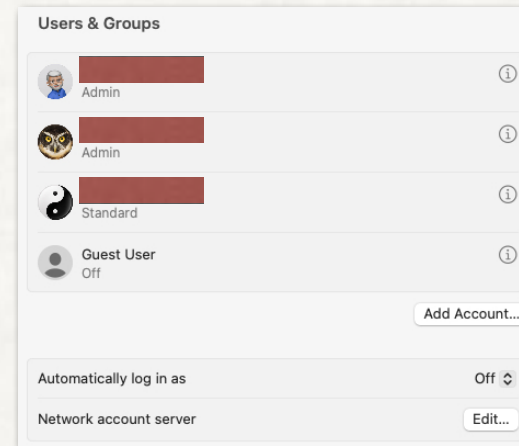 Users & Groups
Admin
Admin
Standard
Guest User
Off
Add Account...
Automatically log in as Off
Network account server Edit...